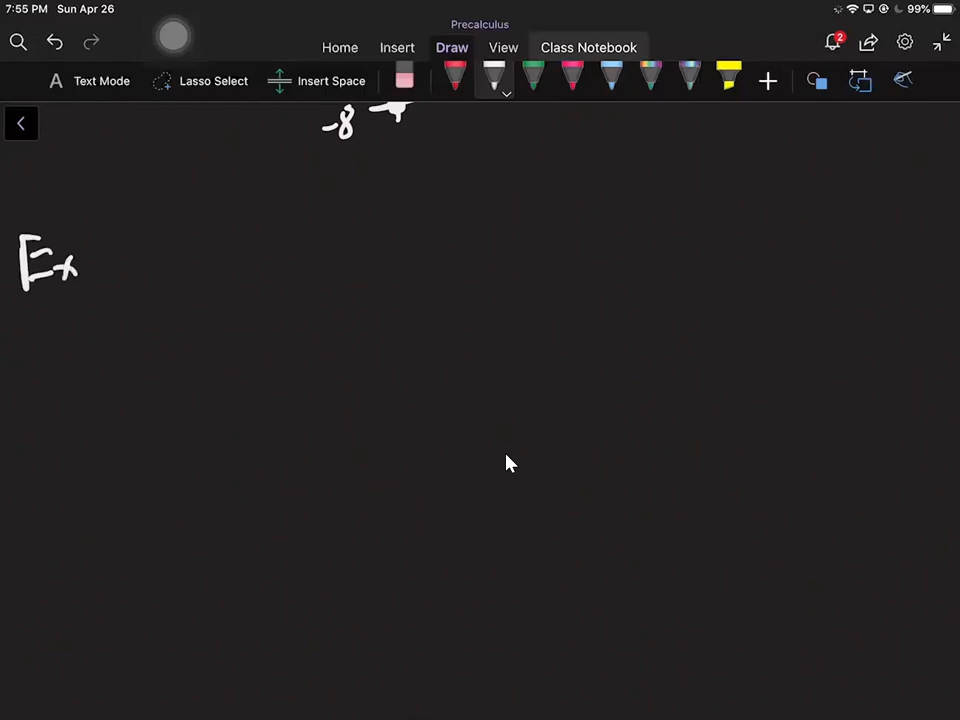 7:55 PM Sun Apr 26
99%
Precalculus
Home Insert Draw View Class Notebook
2
A Text Mode Lasso Select Insert Space
-8
Ex